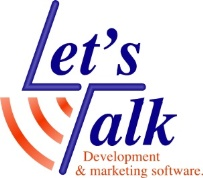 Let's
Talk
Development
& marketing software.